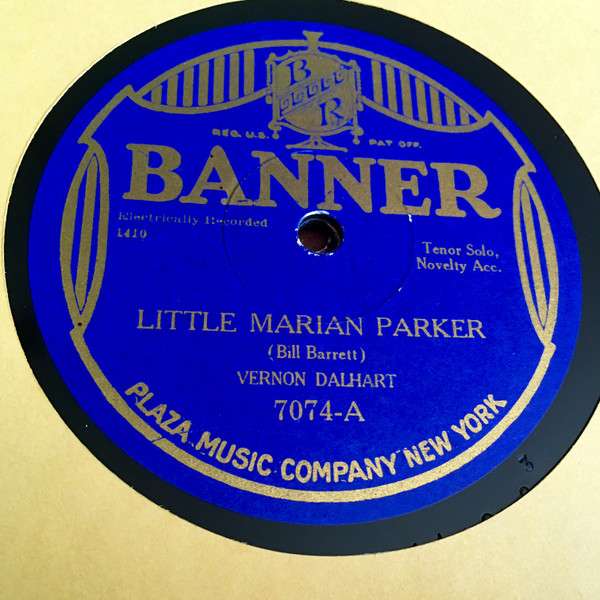 B
R
REG. U.S. PAT OFF.
BANNER
Electrically Recorded
1410
Tenor Solo,
Novelty Acc.
LITTLE MARIAN PARKER
(Bill Barrett)
VERNON DALHART
7074-A
PLAZA MUSIC COMPANY NEW YORK
3